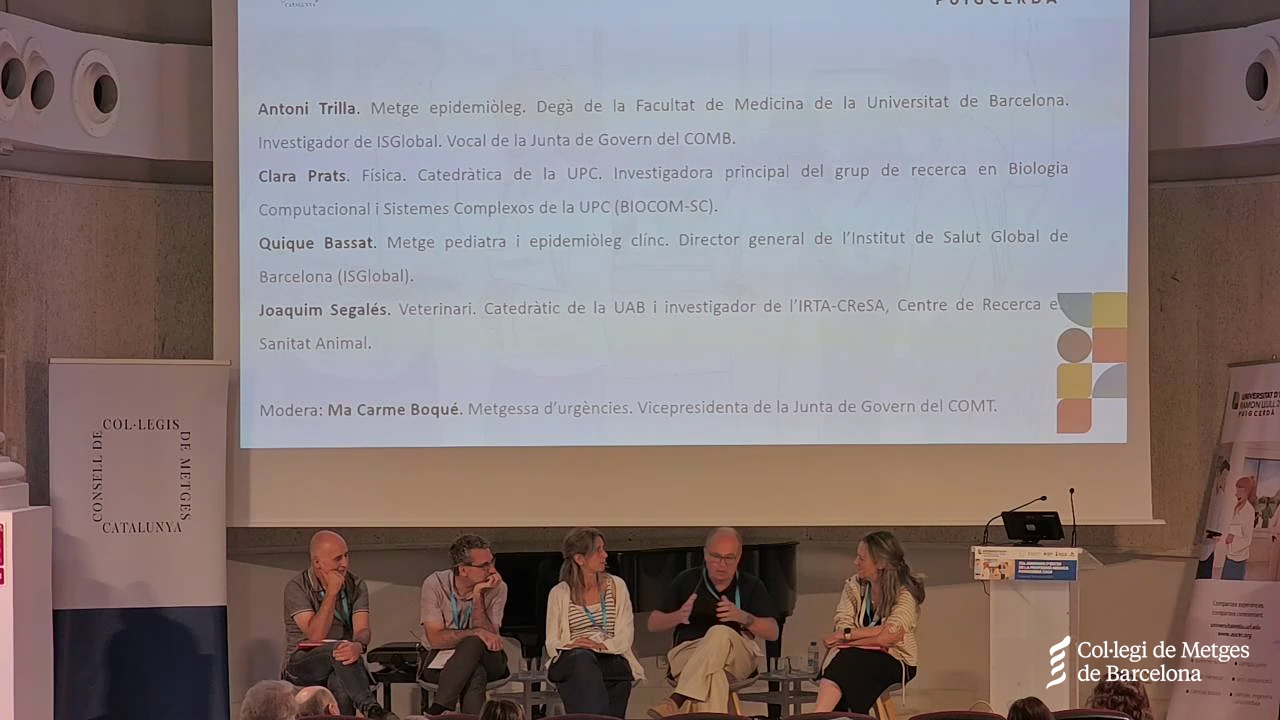 CATALUNYA
PUIGCERDÀ
Antoni Trilla. Metge epidemiòleg. Degà de la Facultat de Medicina de la Universitat de Barcelona.
Investigador de ISGlobal. Vocal de la Junta de Govern del COMB.
Clara Prats. Física. Catedràtica de la UPC. Investigadora principal del grup de recerca en Biologia
Computacional i Sistemes Complexos de la UPC (BIOCOM-SC).
Quique Bassat. Metge pediatra i epidemiòleg clínc. Director general de l'Institut de Salut Global de
Barcelona (ISGlobal).
Joaquim Segalés. Veterinari. Catedràtic de la UAB i investigador de l'IRTA-CReSA, Centre de Recerca e
Sanitat Animal.
Modera: Ma Carme Boqué. Metgessa d'urgències. Vicepresidenta de la Junta de Govern del COMT.
CONSELL DE
COL·LEGIS
DE METGES
CATALUNYA
UNIVERSITAT D'
RAMON LLULL
PUIGCERDÀ
Col·legi de Metges
de Barcelona